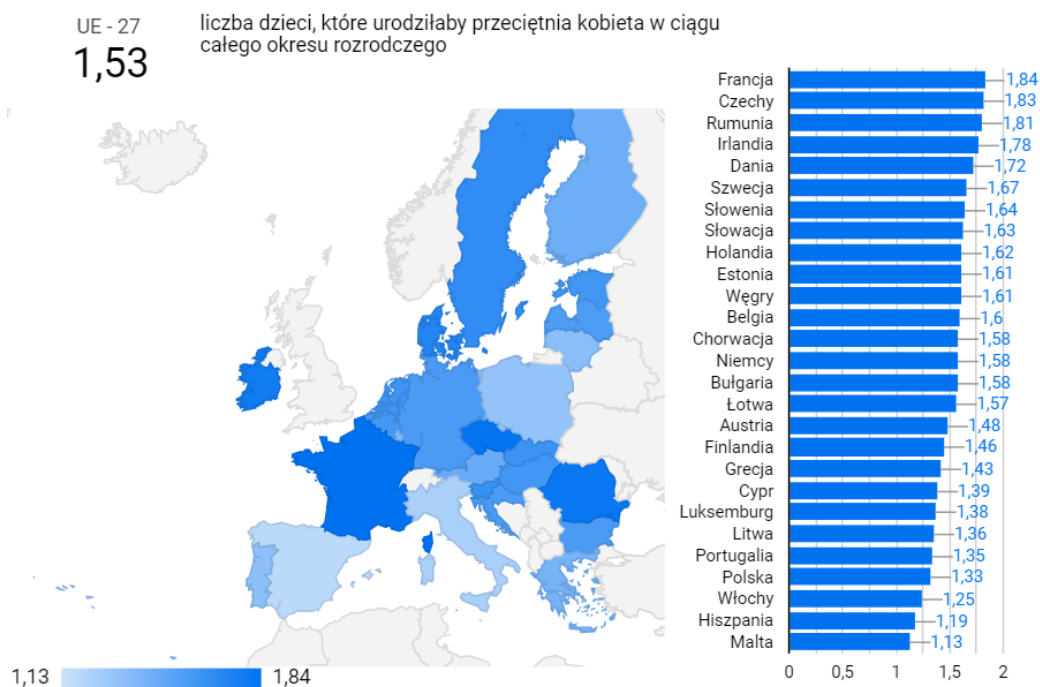 UE - 27
1,53
liczba dzieci, które urodziłaby przeciętnia kobieta w ciągu
całego okresu rozrodczego
Francja 1,84
Czechy 1,83
Rumunia 1,81
Irlandia 1,78
Dania 1,72
Szwecja 1,67
Słowenia 1,64
Słowacja 1,63
Holandia 1,62
Estonia 1,61
Węgry 1,61
Belgia 1,6
Chorwacja 1,58
Niemcy 1,58
Bułgaria 1,58
Łotwa 1,57
Austria 1,48
Finlandia 1,46
Grecja 1,43
Cypr 1,39
Luksemburg 1,38
Litwa 1,36
Portugalia 1,35
Polska 1,33
Włochy 1,25
Hiszpania 1,19
Malta 1,13
0 0,5 1 1,5 2
1,13 1,84